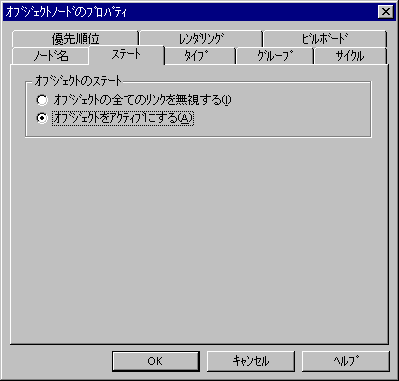 ｵﾌﾞｼﾞｪｸﾄﾉｰﾄﾞのﾌﾟﾛﾊﾟﾃｨ
優先順位 ﾚﾝﾀﾞﾘﾝｸﾞ ﾋﾞﾙﾎﾞｰﾄﾞ
ﾉｰﾄﾞ名 ｽﾃｰﾄ ﾀｲﾌﾟ ｸﾞﾙｰﾌﾟ ｻｲｸﾙ
ｵﾌﾞｼﾞｪｸﾄのｽﾃｰﾄ
ｵﾌﾞｼﾞｪｸﾄの全てのﾘﾝｸを無視する(I)
ｵﾌﾞｼﾞｪｸﾄをｱｸﾃｨﾌﾞにする(A)
OK ｷｬﾝｾﾙ ﾍﾙﾌﾟ